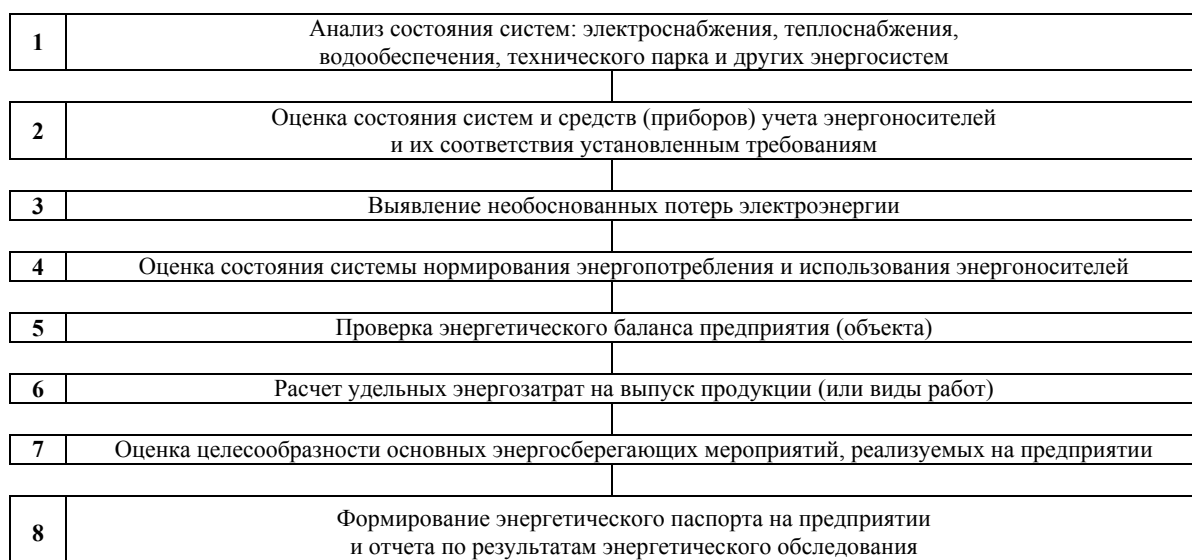 1
Анализ состояния систем: электроснабжения, теплоснабжения,
водообеспечения, технического парка и других энергосистем
2
Оценка состояния систем и средств (приборов) учета энергоносителей
и их соответствия установленным требованиям
3
Выявление необоснованных потерь электроэнергии
4
Оценка состояния системы нормирования энергопотребления и использования энергоносителей
5
Проверка энергетического баланса предприятия (объекта)
6
Расчет удельных энергозатрат на выпуск продукции (или виды работ)
7
Оценка целесообразности основных энергосберегающих мероприятий, реализуемых на предприятии
8
Формирование энергетического паспорта на предприятии
и отчета по результатам энергетического обследования